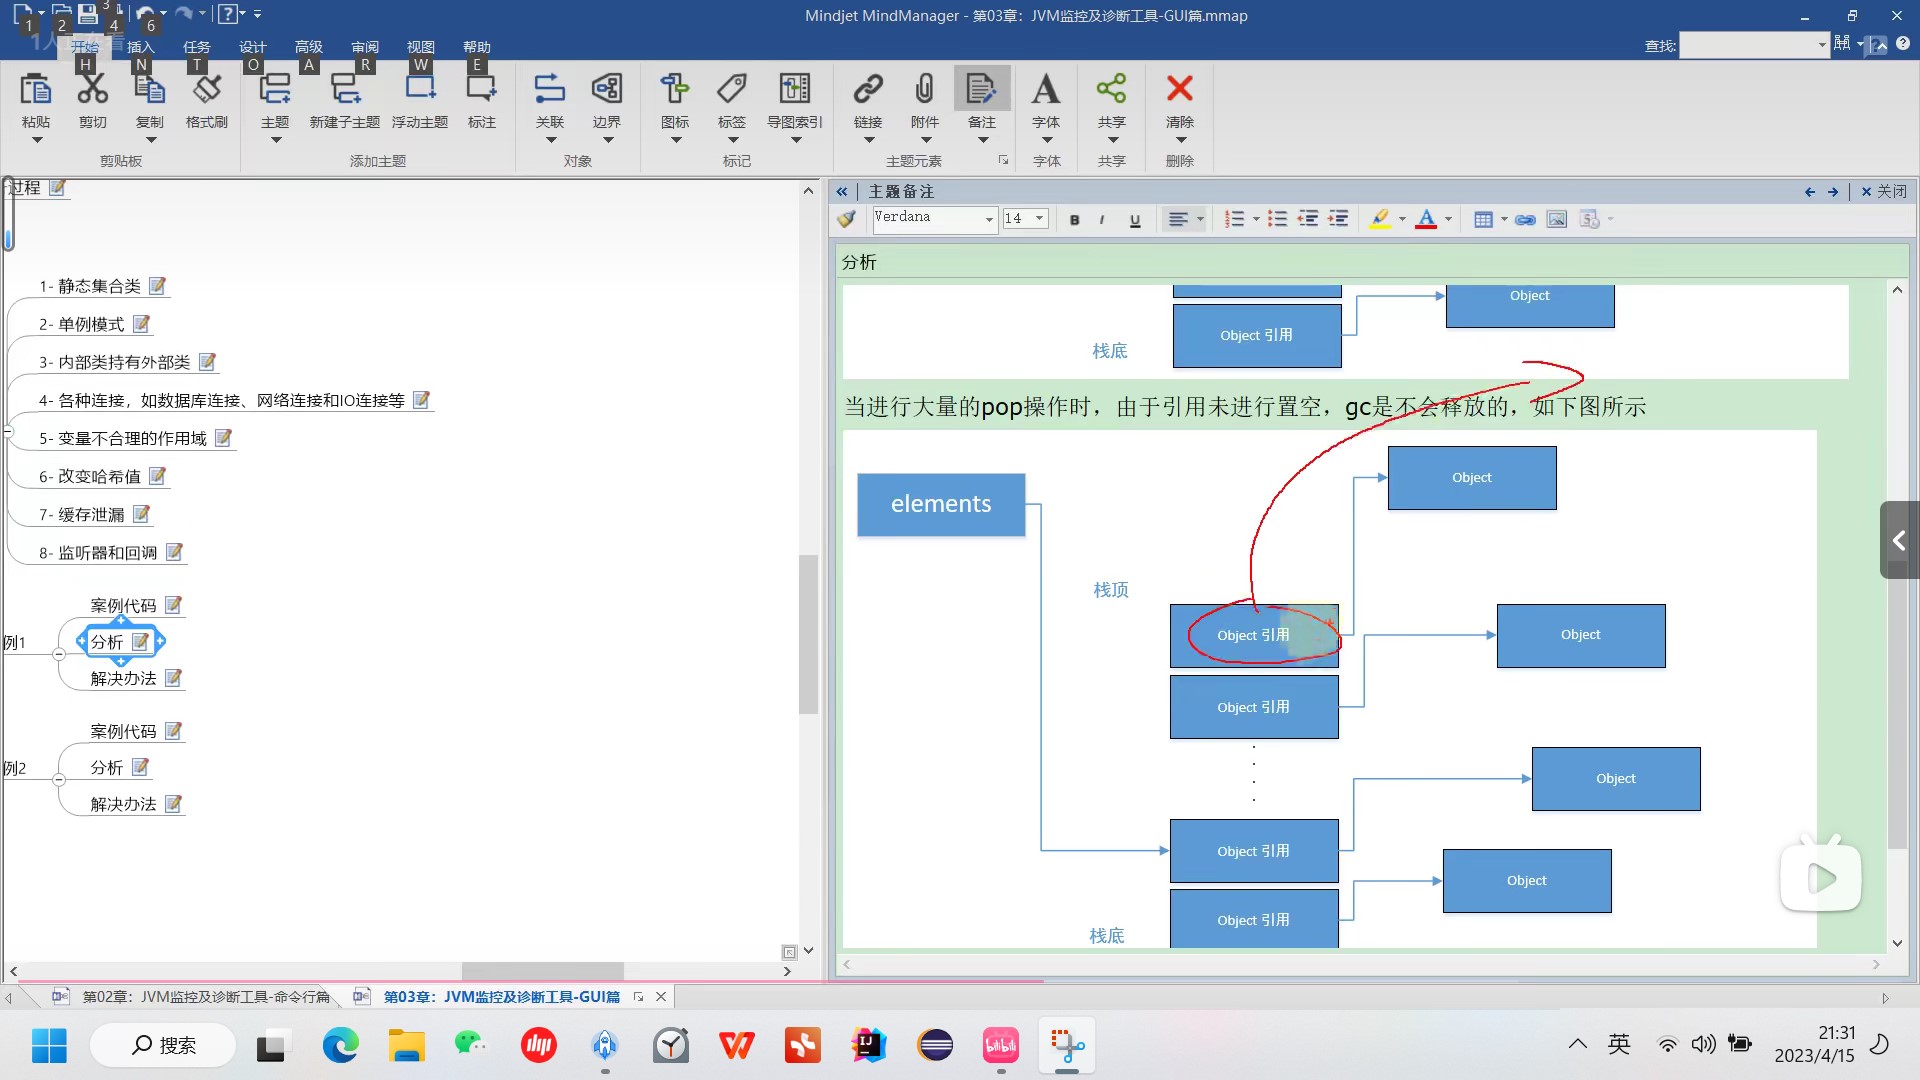 Mindjet MindManager - 第03章：JVM监控及诊断工具-GUI篇.mmap
1 2 3 4 6
开始 插入 任务 设计 高级 审阅 视图 帮助
查找:
H N T O A R W E
粘贴 剪切 复制 格式刷 主题 新建子主题 浮动主题 标注 关联 边界 图标 标签 导图索引 链接 附件 备注 字体 共享 清除
剪贴板 添加主题 对象 标记 主题元素 字体 共享 删除
过程
1- 静态集合类
2- 单例模式
3- 内部类持有外部类
4- 各种连接，如数据库连接、网络连接和IO连接等
5- 变量不合理的作用域
6- 改变哈希值
7- 缓存泄漏
8- 监听器和回调
例1
案例代码
分析
解决办法
例2
案例代码
分析
解决办法
主题备注
关闭
Verdana 14 B I U
分析
Object
Object 引用
栈底
当进行大量的pop操作时，由于引用未进行置空，gc是不会释放的，如下图所示
elements
Object
栈顶
Object 引用
Object
Object 引用
Object
Object 引用
Object
Object 引用
栈底
第02章：JVM监控及诊断工具-命令行篇
第03章：JVM监控及诊断工具-GUI篇
搜索
英
21:31
2023/4/15